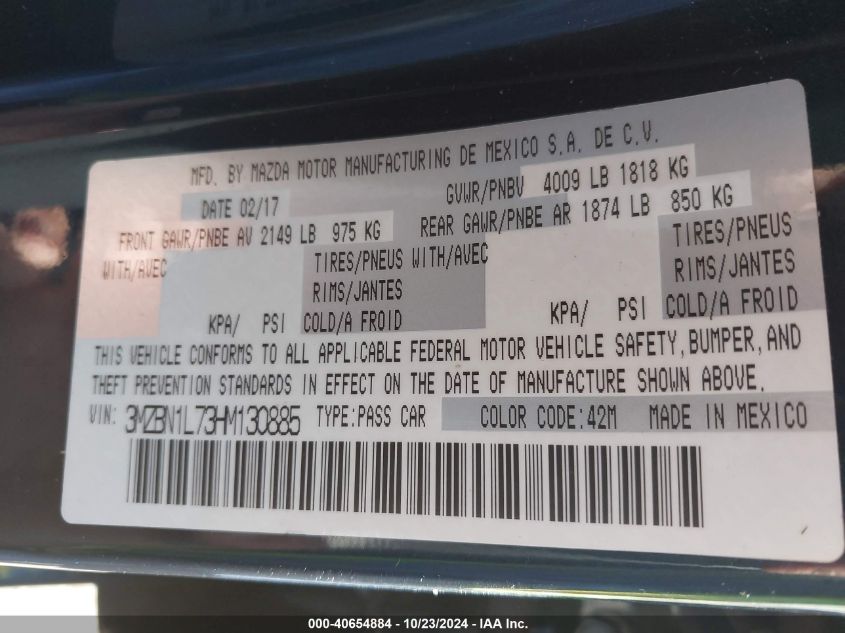 MFD. BY MAZDA MOTOR MANUFACTURING DE MEXICO S.A. DE C.V.
DATE 02/17 GVWR/PNBV 4009 LB 1818 KG
FRONT GAWR/PNBE AV 2149 LB 975 KG REAR GAWR/PNBE AR 1874 LB 850 KG
WITH/AVEC TIRES/PNEUS WITH/AVEC TIRES/PNEUS
RIMS/JANTES RIMS/JANTES
KPA/ PSI COLD/A FROID KPA/ PSI COLD/A FROID
THIS VEHICLE CONFORMS TO ALL APPLICABLE FEDERAL MOTOR VEHICLE SAFETY, BUMPER, AND
THEFT PREVENTION STANDARDS IN EFFECT ON THE DATE OF MANUFACTURE SHOWN ABOVE.
VIN: 3MZBN1L73HM130885 TYPE:PASS CAR COLOR CODE:42M MADE IN MEXICO
000-40654884 - 10/23/2024 - IAA Inc.